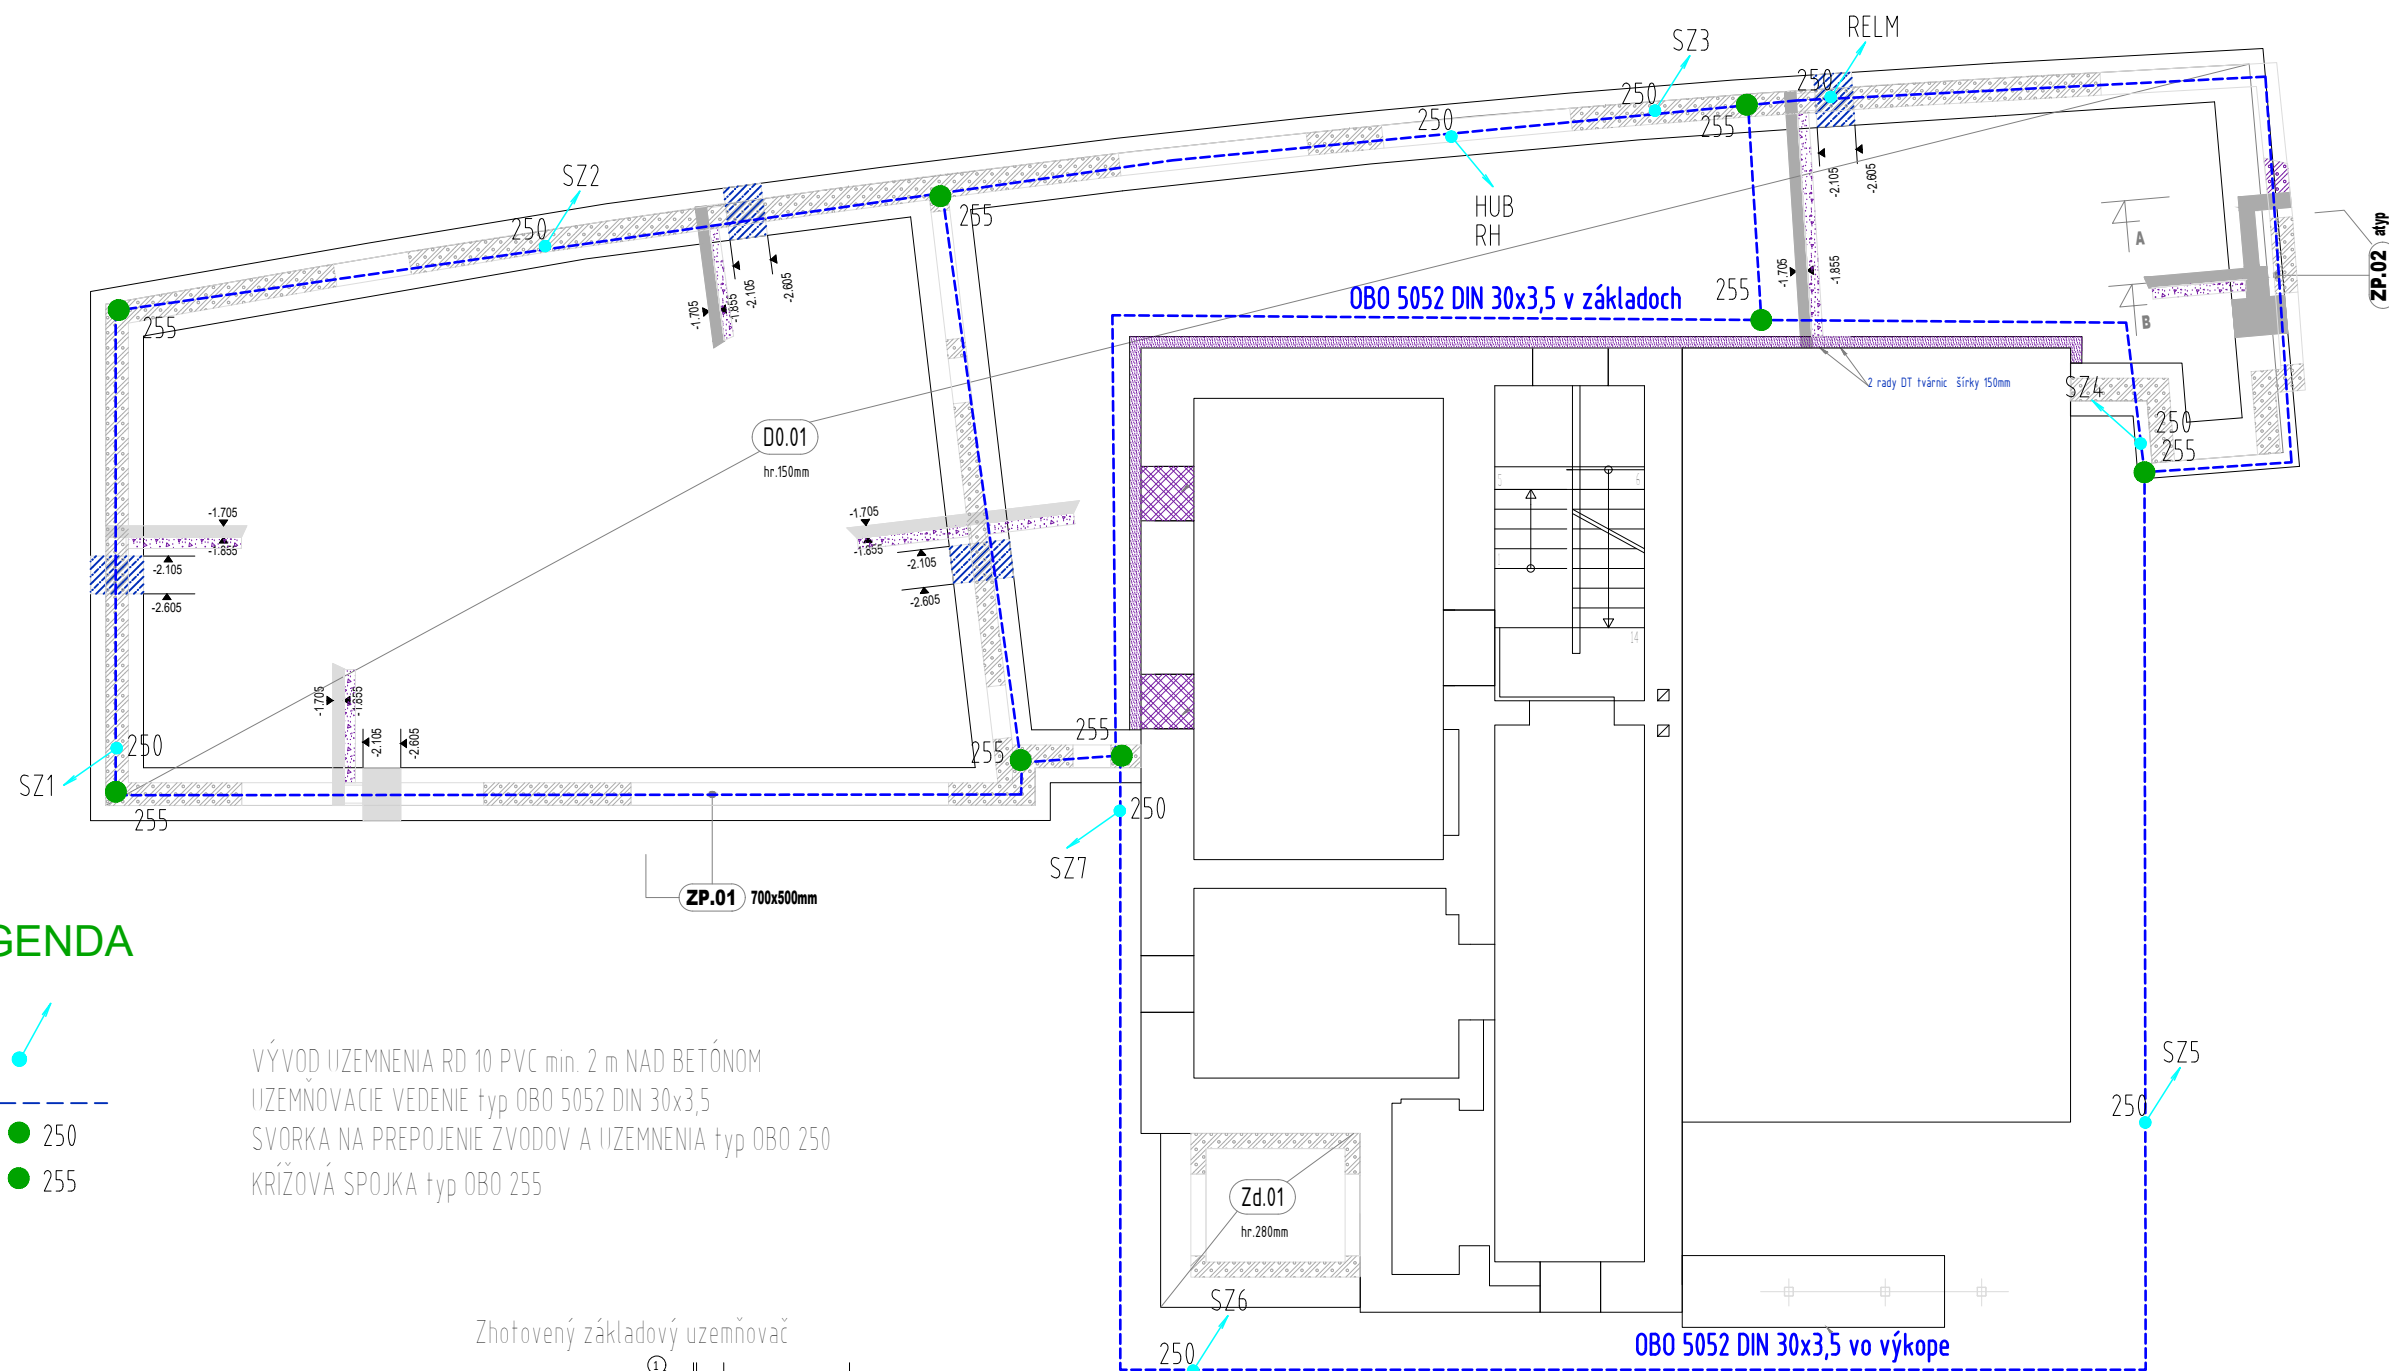 RELM
SZ3
250
250
255
250
SZ2
250
255
HUB
RH
-2.105
-2.605
A
ZP.02 atyp
B
-1.705
-1.855
255
OBO 5052 DIN 30x3,5 v základoch
-1.705
-1.855
-2.105
-2.605
255
2 rady DT tvárnic šírky 150mm
SZ4
250
255
D0.01
hr.150mm
5
6
-1.705
-1.855
-2.105
-2.605
-1.705
-1.855
-2.105
-2.605
14
-1.705
-1.855
-2.105
-2.605
250
SZ1
255
255
255
250
SZ7
ZP.01 700x500mm
GENDA
VÝVOD UZEMNENIA RD 10 PVC min. 2 m NAD BETÓNOM
UZEMŇOVACIE VEDENIE typ OBO 5052 DIN 30x3,5
250 SVORKA NA PREPOJENIE ZVODOV A UZEMNENIA typ OBO 250
255 KRÍŽOVÁ SPOJKA typ OBO 255
SZ5
250
Zd.01
hr.280mm
SZ6
250
OBO 5052 DIN 30x3,5 vo výkope
Zhotovený základový uzemňovač
1